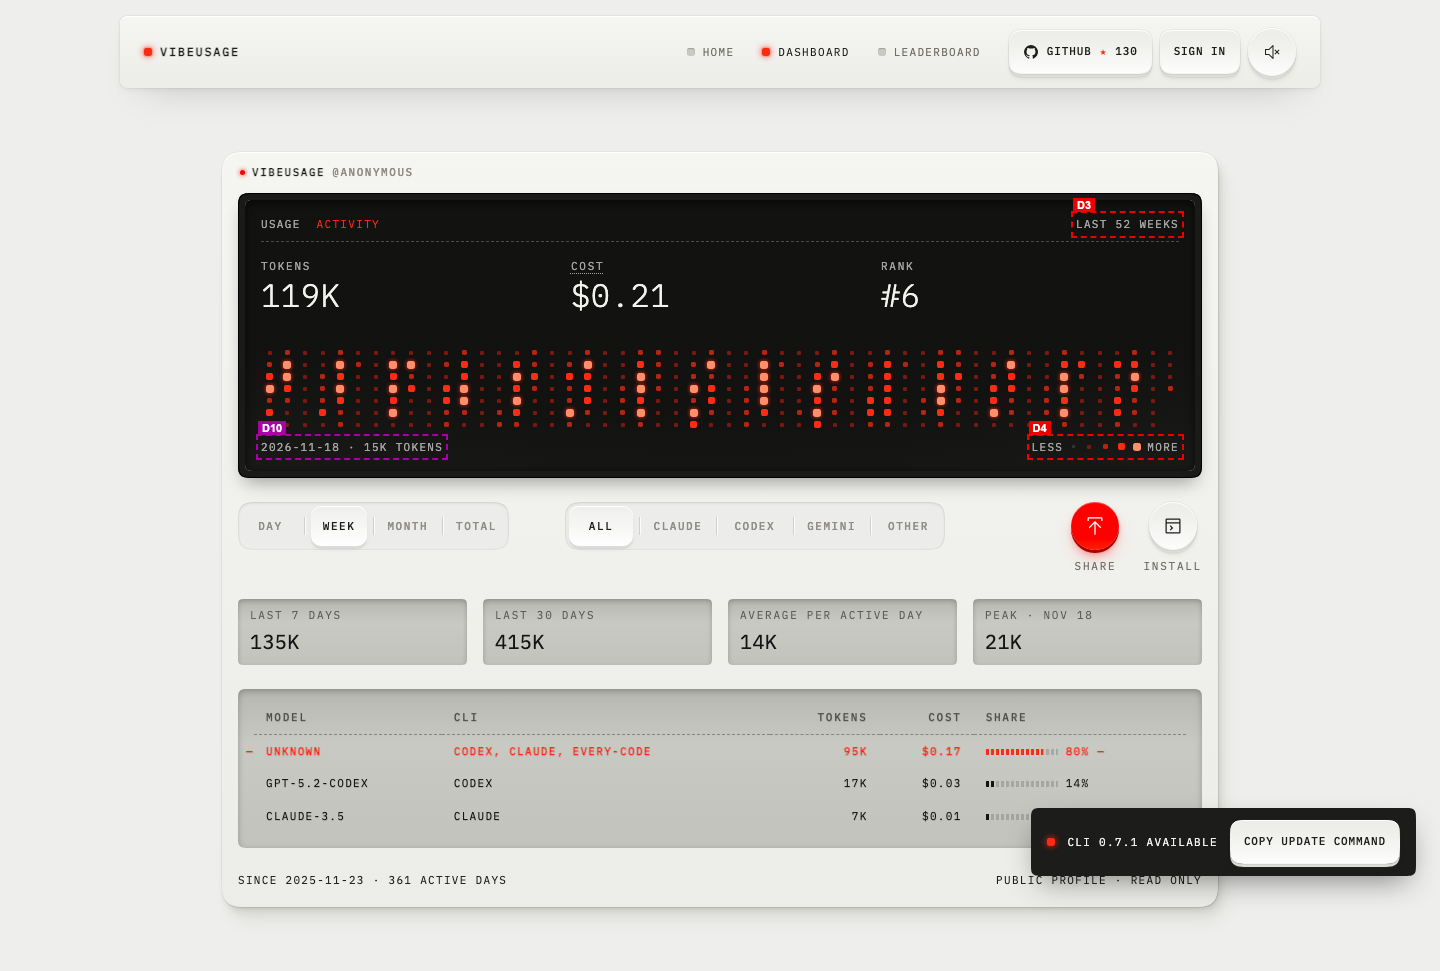 VIBEUSAGE
HOME
DASHBOARD
LEADERBOARD
GITHUB ★ 130
SIGN IN
VIBEUSAGE @ANONYMOUS
USAGE ACTIVITY
D3
LAST 52 WEEKS
TOKENS
119K
COST
$0.21
RANK
#6
D10
2026-11-18 · 15K TOKENS
D4
LESS MORE
DAY
WEEK
MONTH
TOTAL
ALL
CLAUDE
CODEX
GEMINI
OTHER
SHARE
INSTALL
LAST 7 DAYS
135K
LAST 30 DAYS
415K
AVERAGE PER ACTIVE DAY
14K
PEAK · NOV 18
21K
MODEL CLI TOKENS COST SHARE
— UNKNOWN CODEX, CLAUDE, EVERY-CODE 95K $0.17 80% —
GPT-5.2-CODEX CODEX 17K $0.03 14%
CLAUDE-3.5 CLAUDE 7K $0.01
CLI 0.7.1 AVAILABLE
COPY UPDATE COMMAND
SINCE 2025-11-23 · 361 ACTIVE DAYS
PUBLIC PROFILE · READ ONLY